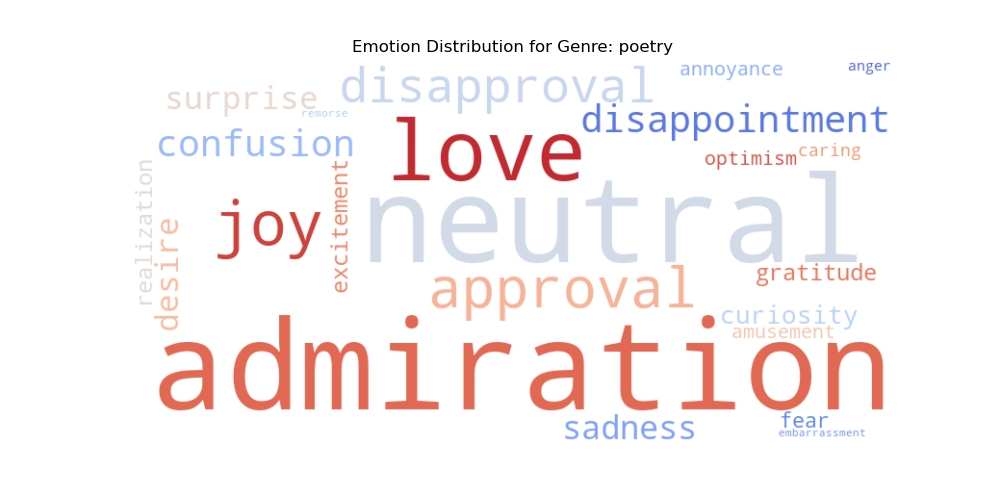 Emotion Distribution for Genre: poetry
surprise
remorse
disapproval
annoyance
anger
confusion
love
disappointment
optimism
caring
realization
desire
joy
excitement
neutral
approval
gratitude
curiosity
amusement
admiration
sadness
fear
embarrassment